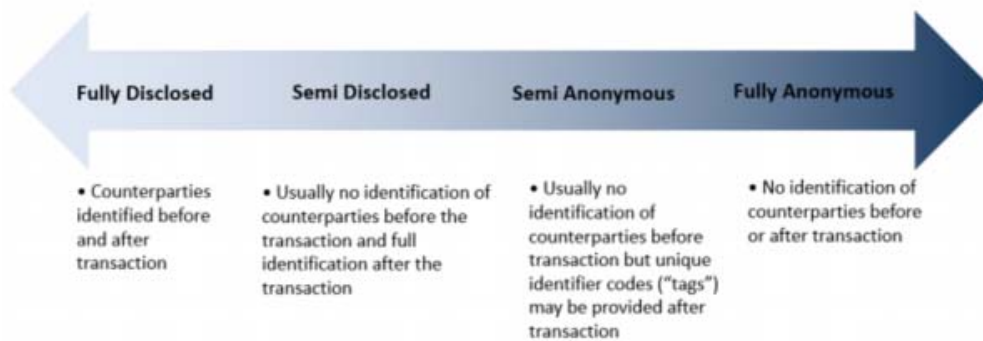 Fully Disclosed
Semi Disclosed
Semi Anonymous
Fully Anonymous
• Counterparties
identified before
and after
transaction
• Usually no identification of
counterparties before the
transaction and full
identification after the
transaction
• Usually no
identification of
counterparties before
transaction but unique
identifier codes (“tags”)
may be provided after
transaction
• No identification of
counterparties before
or after transaction